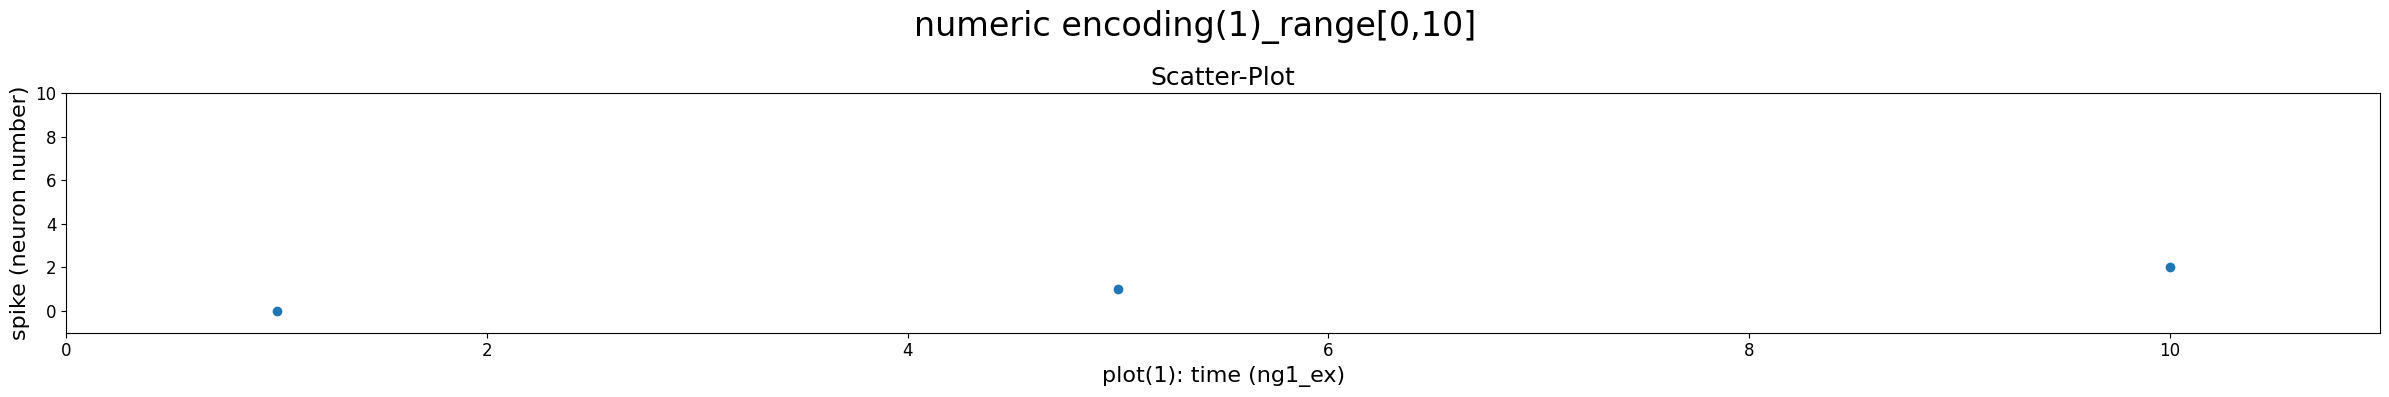 numeric encoding(1)_range[0,10]
Scatter-Plot
spike (neuron number)
10
8
6
4
2
0
0 2 4 6 8 10
plot(1): time (ng1_ex)